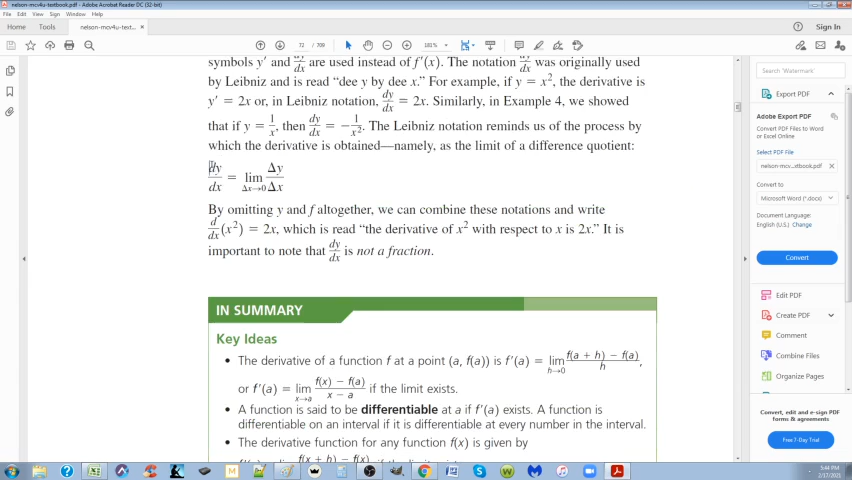 nelson-mcv4u-textbook.pdf - Adobe Acrobat Reader DC (32-bit)
File Edit View Sign Window Help
Home Tools nelson-mcv4u-text... × Sign In
72 / 709 181%
symbols y′ and dy/dx are used instead of f′(x). The notation dy/dx was originally used
by Leibniz and is read “dee y by dee x.” For example, if y = x², the derivative is
y′ = 2x or, in Leibniz notation, dy/dx = 2x. Similarly, in Example 4, we showed
that if y = 1/x, then dy/dx = −1/x². The Leibniz notation reminds us of the process by
which the derivative is obtained—namely, as the limit of a difference quotient:
dy/dx = lim Δx→0 Δy/Δx
By omitting y and f altogether, we can combine these notations and write
d/dx(x²) = 2x, which is read “the derivative of x² with respect to x is 2x.” It is
important to note that dy/dx is not a fraction.
IN SUMMARY
Key Ideas
• The derivative of a function f at a point (a, f(a)) is f′(a) = lim h→0 f(a + h) − f(a)/h,
or f′(a) = lim x→a f(x) − f(a)/x − a if the limit exists.
• A function is said to be differentiable at a if f′(a) exists. A function is
differentiable on an interval if it is differentiable at every number in the interval.
• The derivative function for any function f(x) is given by
Search 'Watermark'
Export PDF
Adobe Export PDF
Convert PDF Files to Word
or Excel Online
Select PDF File
nelson-mcv4u...xtbook.pdf ×
Convert to
Microsoft Word (*.docx)
Document Language:
English (U.S.) Change
Convert
Edit PDF
Create PDF
Comment
Combine Files
Organize Pages
Convert, edit and e-sign PDF
forms & agreements
Free 7-Day Trial
5:44 PM
2/17/2021